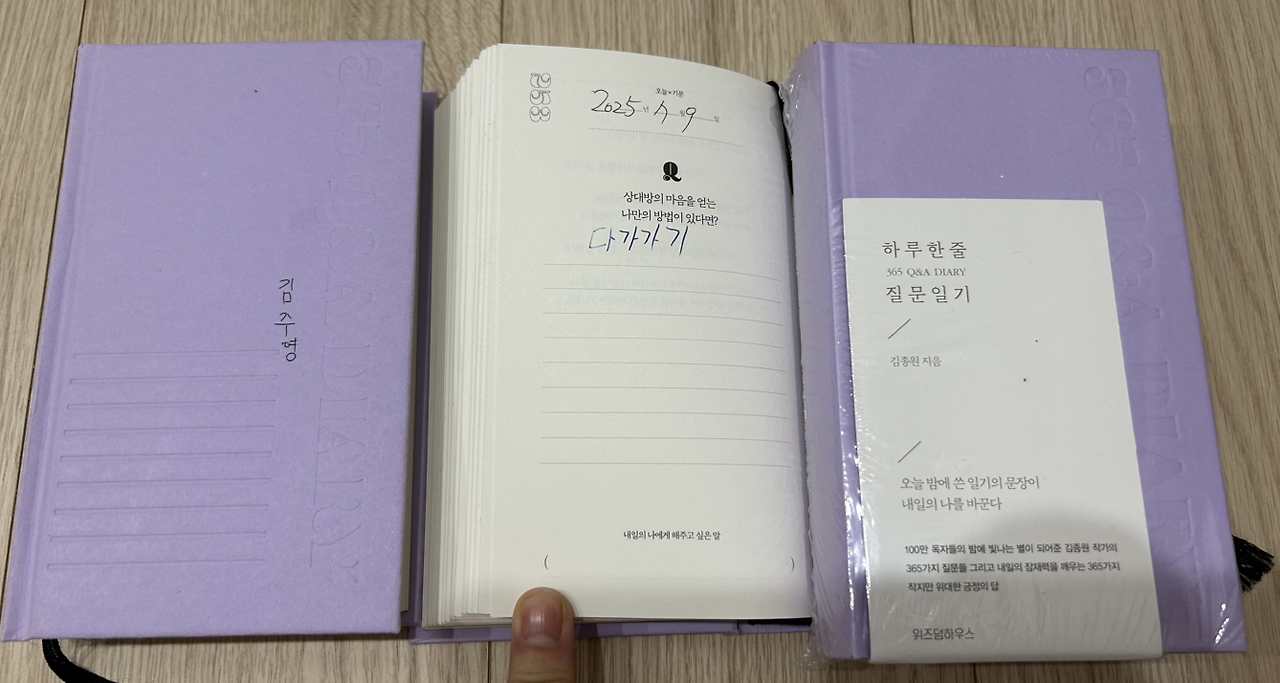 365 Q&A DIARY
김주영
253
오늘*기분
2025년 1월 9일
Q
상대방의 마음을 얻는
나만의 방법이 있다면?
다가가기
내일의 나에게 해주고 싶은 말
( )
365 Q&A DIARY
하루 한 줄
365 Q&A DIARY
질문 일기
김종원 지음
오늘 밤에 쓴 일기의 문장이
내일의 나를 바꾼다
100만 독자들의 밤에 빛나는 별이 되어준 김종원 작가의
365가지 질문들 그리고 내일의 잠재력을 깨우는 365가지
작지만 위대한 긍정의 답
위즈덤하우스